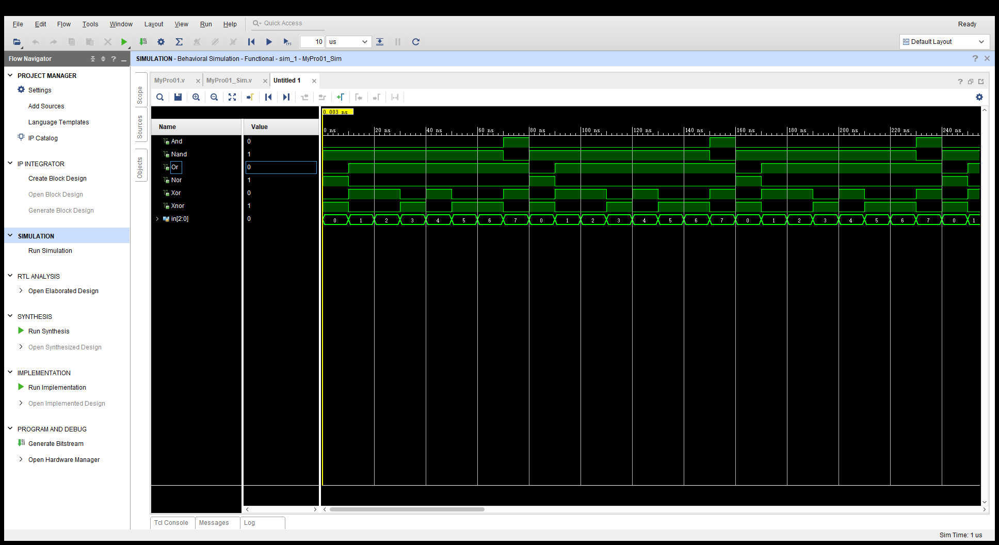 File Edit Flow Tools Window Layout View Run Help Quick Access Ready
10 us Default Layout
Flow Navigator
SIMULATION - Behavioral Simulation - Functional - sim_1 - MyPro01_Sim
PROJECT MANAGER
Settings
Add Sources
Language Templates
IP Catalog
IP INTEGRATOR
Create Block Design
Open Block Design
Generate Block Design
SIMULATION
Run Simulation
RTL ANALYSIS
Open Elaborated Design
SYNTHESIS
Run Synthesis
Open Synthesized Design
IMPLEMENTATION
Run Implementation
Open Implemented Design
PROGRAM AND DEBUG
Generate Bitstream
Open Hardware Manager
Scope
Sources
Objects
MyPro01.v MyPro01_Sim.v Untitled 1
0.003 ns
Name Value
0 ns 20 ns 40 ns 60 ns 80 ns 100 ns 120 ns 140 ns 160 ns 180 ns 200 ns 220 ns 240 ns
And 0
Nand 1
Or 0
Nor 1
Xor 0
Xnor 1
in[2:0] 0 0 1 2 3 4 5 6 7 0 1 2 3 4 5 6 7 0 1 2 3 4 5 6 7 0 1
Tcl Console Messages Log
Sim Time: 1 us